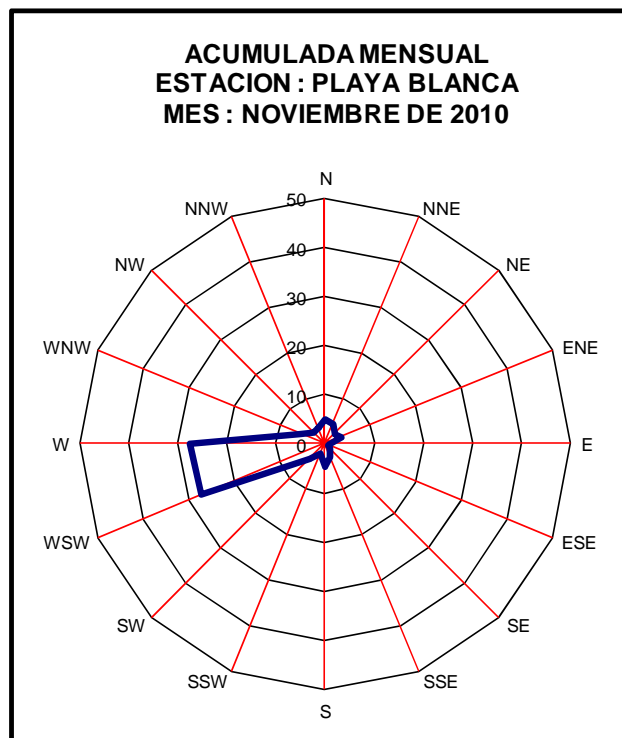 ACUMULADA MENSUAL
ESTACION : PLAYA BLANCA
MES : NOVIEMBRE DE 2010
N
50
NNW
NNE
40
NW
NE
30
20
WNW
ENE
10
W
0
E
WSW
ESE
SW
SE
SSW
SSE
S